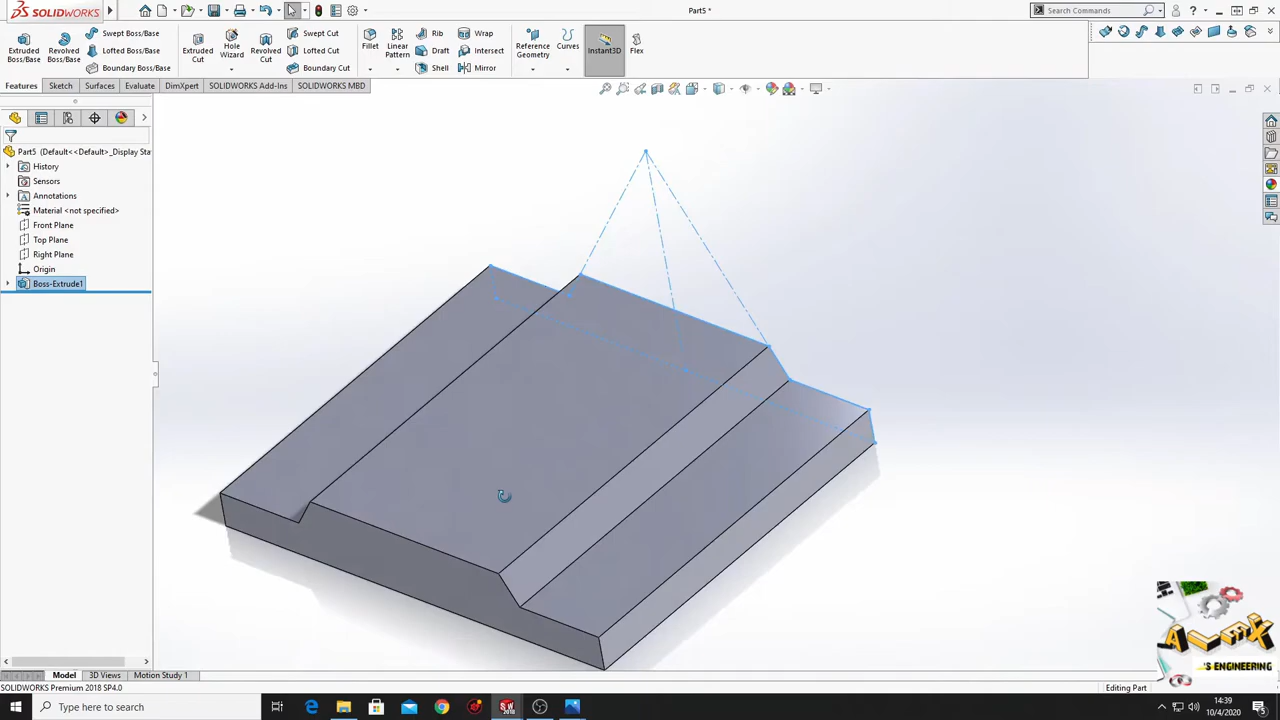 SOLIDWORKS
Part5 *
Search Commands
Extruded Boss/Base
Revolved Boss/Base
Swept Boss/Base
Lofted Boss/Base
Boundary Boss/Base
Extruded Cut
Hole Wizard
Revolved Cut
Swept Cut
Lofted Cut
Boundary Cut
Fillet
Linear Pattern
Rib
Draft
Shell
Wrap
Intersect
Mirror
Reference Geometry
Curves
Instant3D
Flex
Features
Sketch
Surfaces
Evaluate
DimXpert
SOLIDWORKS Add-Ins
SOLIDWORKS MBD
Part5 (Default<<Default>_Display Sta
History
Sensors
Annotations
Material <not specified>
Front Plane
Top Plane
Right Plane
Origin
Boss-Extrude1
ALMX
'S ENGINEERING
Model
3D Views
Motion Study 1
SOLIDWORKS Premium 2018 SP4.0
Editing Part
Type here to search
14:39
10/4/2020